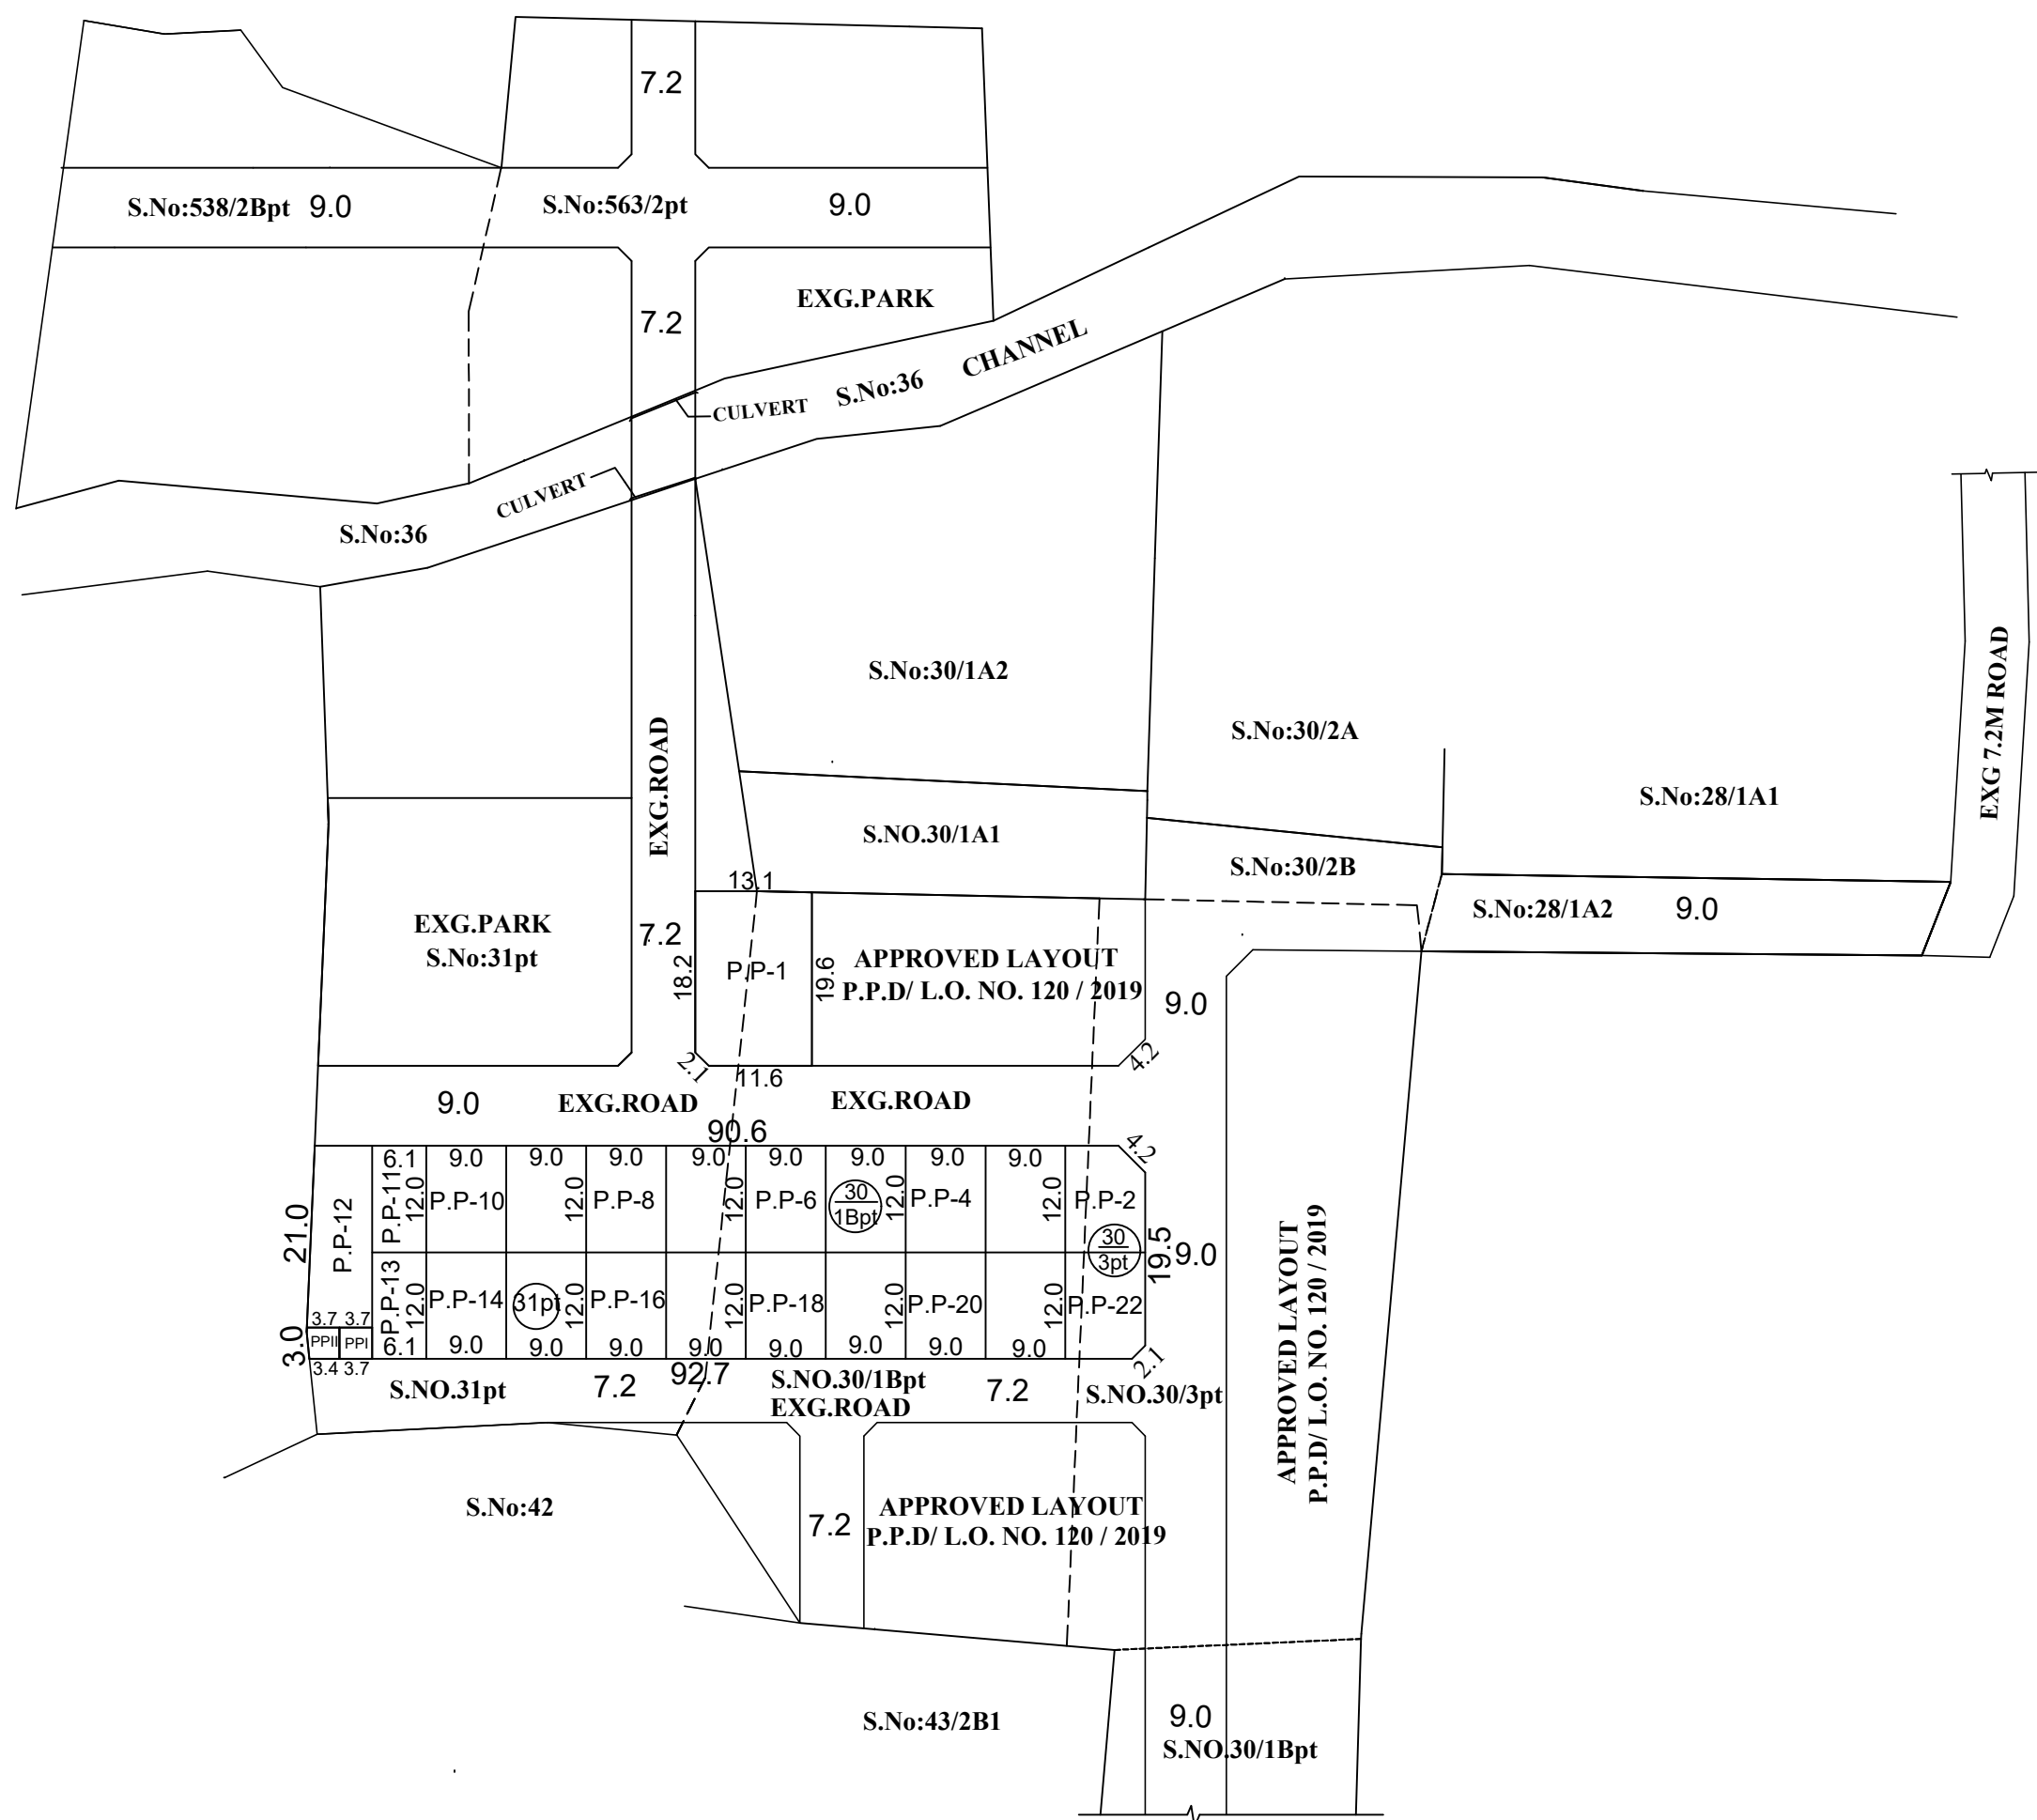 7.2
S.No:538/2Bpt 9.0
S.No:563/2pt
9.0
EXG.PARK
7.2
CHANNEL
S.No:36
CULVERT
CULVERT
S.No:36
EXG 7.2M ROAD
S.No:30/1A2
S.No:30/2A
EXG.ROAD
S.No:28/1A1
S.NO.30/1A1
S.No:30/2B
13.1
S.No:28/1A2 9.0
EXG.PARK
S.No:31pt
7.2
18.2
P.P-1
19.6
APPROVED LAYOUT
P.P.D/ L.O. NO. 120 / 2019
9.0
2.1
11.6
4.2
9.0
EXG.ROAD
EXG.ROAD
90.6
4.2
6.1 9.0 9.0 9.0 9.0 9.0 9.0 9.0 9.0
21.0
P.P-12
P.P-11
12.0
P.P-10
12.0
P.P-8
12.0
P.P-6
30
1Bpt
12.0
P.P-4
12.0
P.P-2
30
3pt
19.5
9.0
APPROVED LAYOUT
P.P.D/ L.O. NO. 120 / 2019
P.P-13
12.0
P.P-14
31pt
12.0
P.P-16
12.0
P.P-18
12.0
P.P-20
12.0
P.P-22
3.7 3.7
3.0
PPII PPI
6.1 9.0 9.0 9.0 9.0 9.0 9.0 9.0 9.0
2.1
3.4 3.7
92.7
S.NO.31pt
7.2
S.NO.30/1Bpt
EXG.ROAD
7.2
S.NO.30/3pt
S.No:42
7.2
APPROVED LAYOUT
P.P.D/ L.O. NO. 120 / 2019
S.No:43/2B1
9.0
S.NO.30/1Bpt